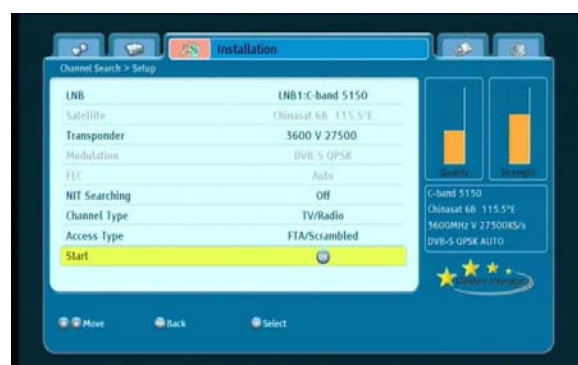 Installation
Channel Search > Setup
LNB LNB1:C-band 5150
Satellite Chinasat 6B 115.5°E
Transponder 3600 V 27500
Modulation DVB-S QPSK
FEC Auto
NIT Searching Off
Channel Type TV/Radio
Access Type FTA/Scrambled
Start OK
Quality Strength
C-band 5150
Chinasat 6B 115.5°E
3600MHz V 27500KS/s
DVB-S QPSK AUTO
Move Back Select